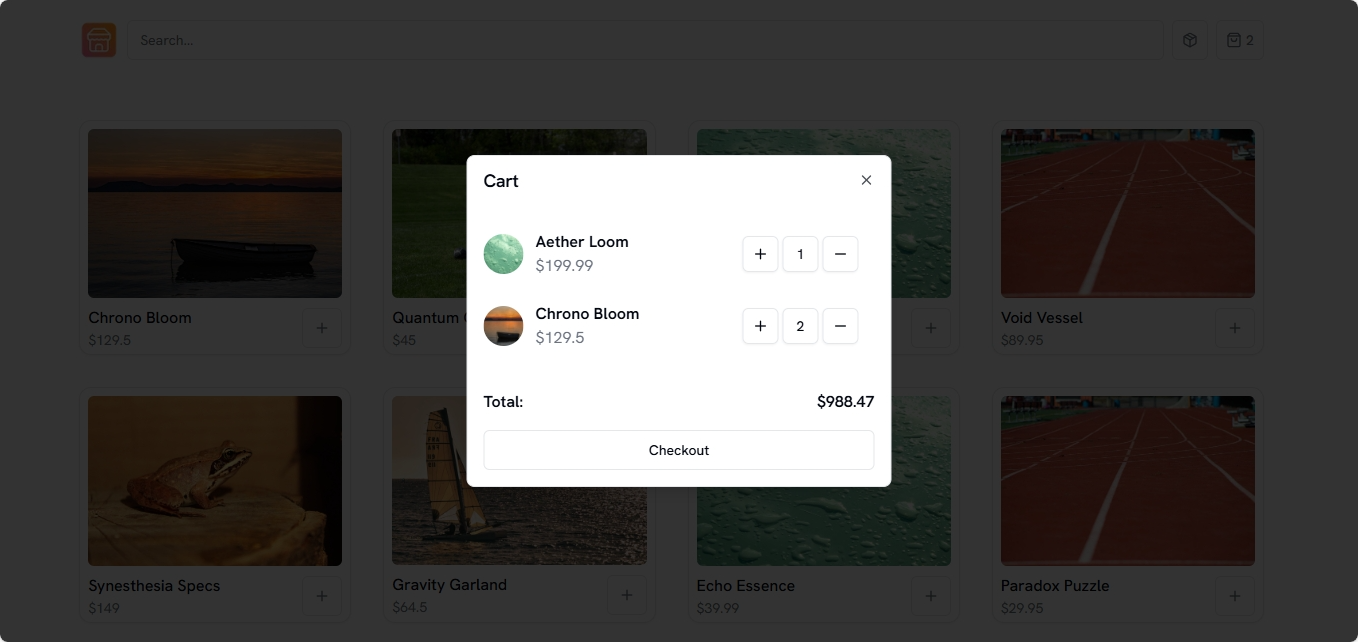 Search...
2
Cart
Aether Loom
$199.99
1
Chrono Bloom
$129.5
2
Total:
$988.47
Checkout
Chrono Bloom
$129.5
Quantum
$45
Void Vessel
$89.95
Synesthesia Specs
$149
Gravity Garland
$64.5
Echo Essence
$39.99
Paradox Puzzle
$29.95